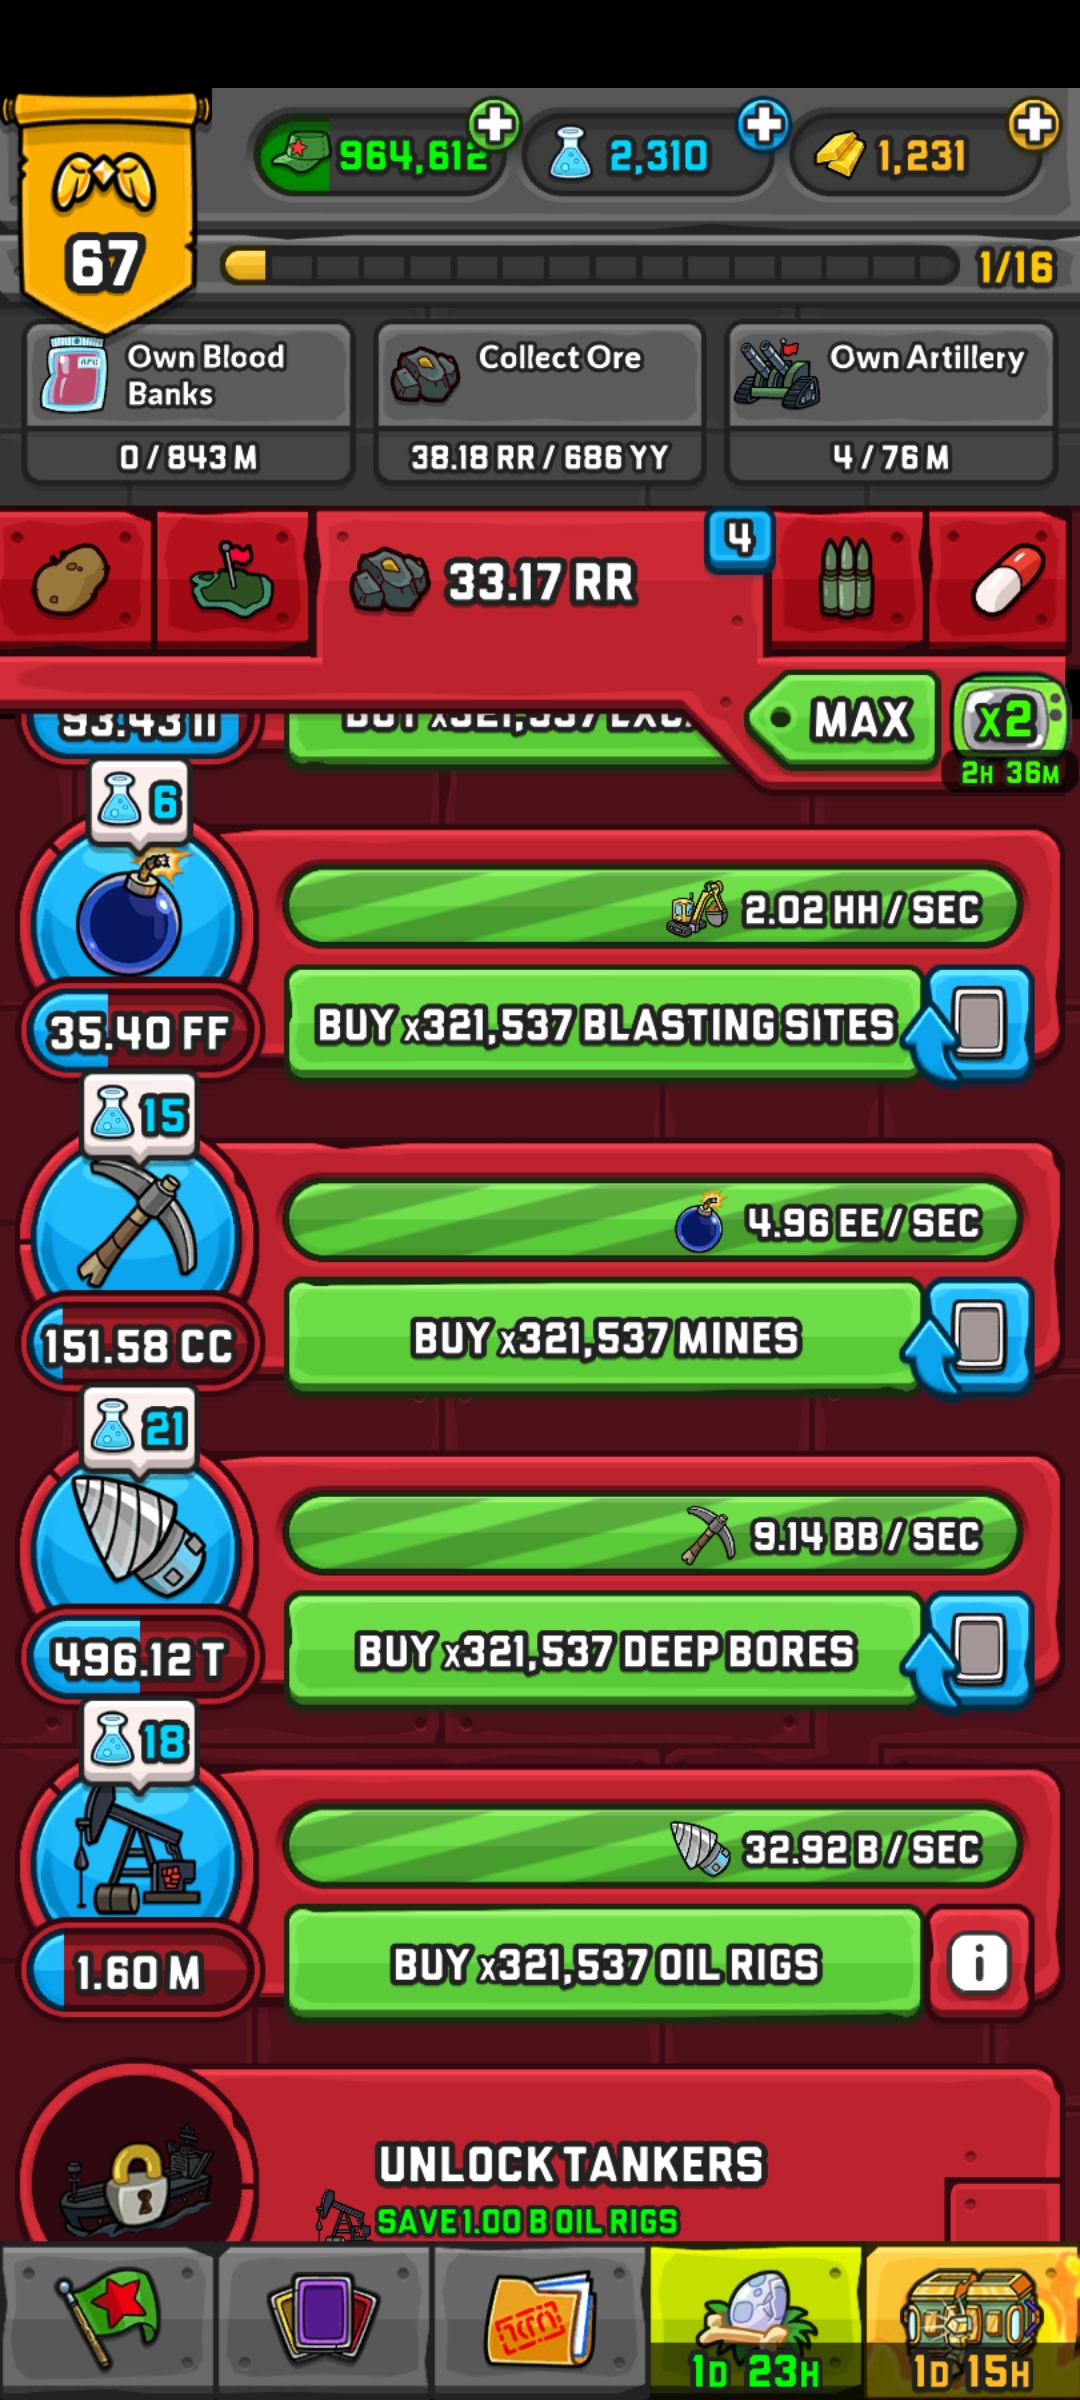 964,612
2,310
1,231
67
1/16
Own Blood
Banks
0 / 843 M
Collect Ore
38.18 RR / 686 YY
Own Artillery
4 / 76 M
33.17 RR
4
MAX
x2
2H 36M
6
2.02 HH / SEC
35.40 FF
BUY x321,537 BLASTING SITES
15
4.96 EE / SEC
151.58 CC
BUY x321,537 MINES
21
9.14 BB / SEC
496.12 T
BUY x321,537 DEEP BORES
18
32.92 B / SEC
1.60 M
BUY x321,537 OIL RIGS
i
UNLOCK TANKERS
SAVE 1.00 B OIL RIGS
1D 23H
1D 15H